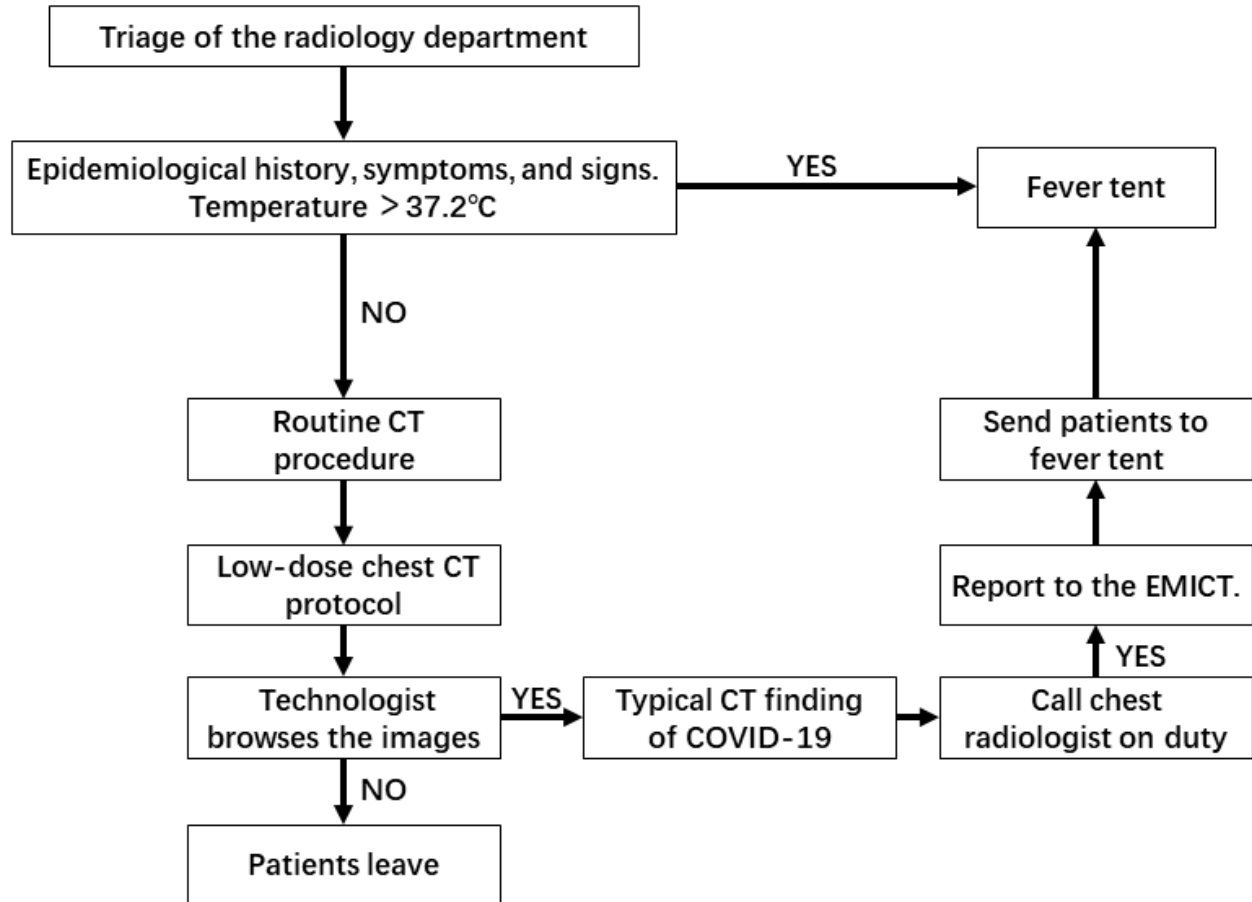 Triage of the radiology department
Epidemiological history, symptoms, and signs.
Temperature > 37.2℃
YES
Fever tent
NO
Routine CT
procedure
Send patients to
fever tent
Low-dose chest CT
protocol
Report to the EMICT.
YES
Technologist
browses the images
YES
Typical CT finding
of COVID-19
Call chest
radiologist on duty
NO
Patients leave